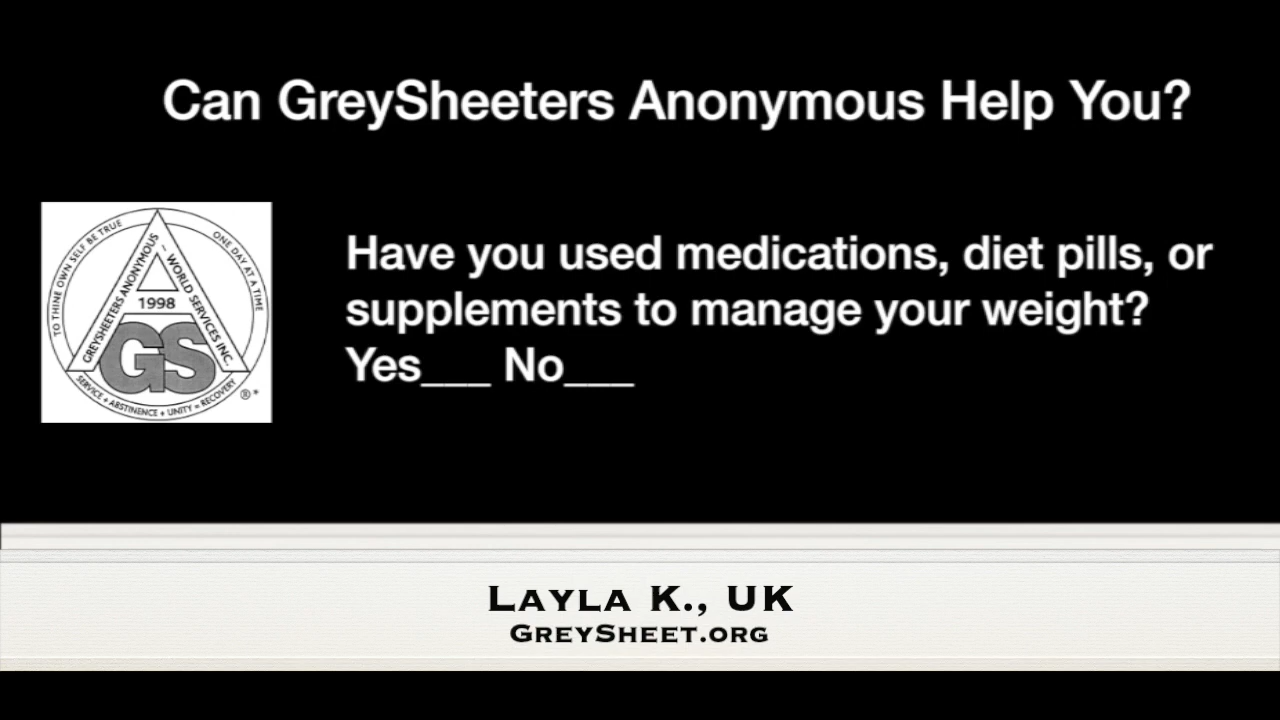 Can GreySheeters Anonymous Help You?
TO THINE OWN SELF BE TRUE
ONE DAY AT A TIME
GREYSHEETERS ANONYMOUS – WORLD SERVICES INC.
1998
GS
SERVICE + ABSTINENCE + UNITY = RECOVERY
®*
Have you used medications, diet pills, or
supplements to manage your weight?
Yes___ No___
LAYLA K., UK
GREYSHEET.ORG